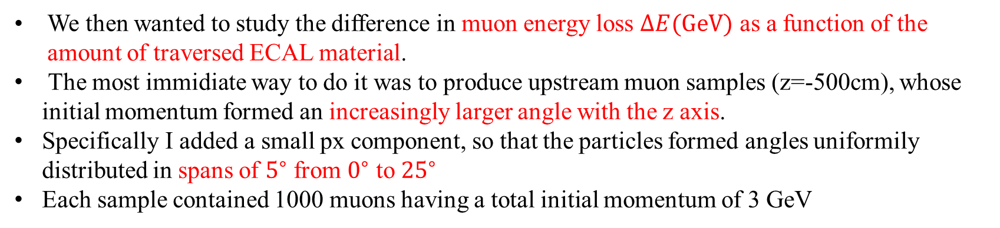 • We then wanted to study the difference in muon energy loss ΔE(GeV) as a function of the
amount of traversed ECAL material.
• The most immidiate way to do it was to produce upstream muon samples (z=-500cm), whose
initial momentum formed an increasingly larger angle with the z axis.
• Specifically I added a small px component, so that the particles formed angles uniformily
distributed in spans of 5° from 0° to 25°
• Each sample contained 1000 muons having a total initial momentum of 3 GeV